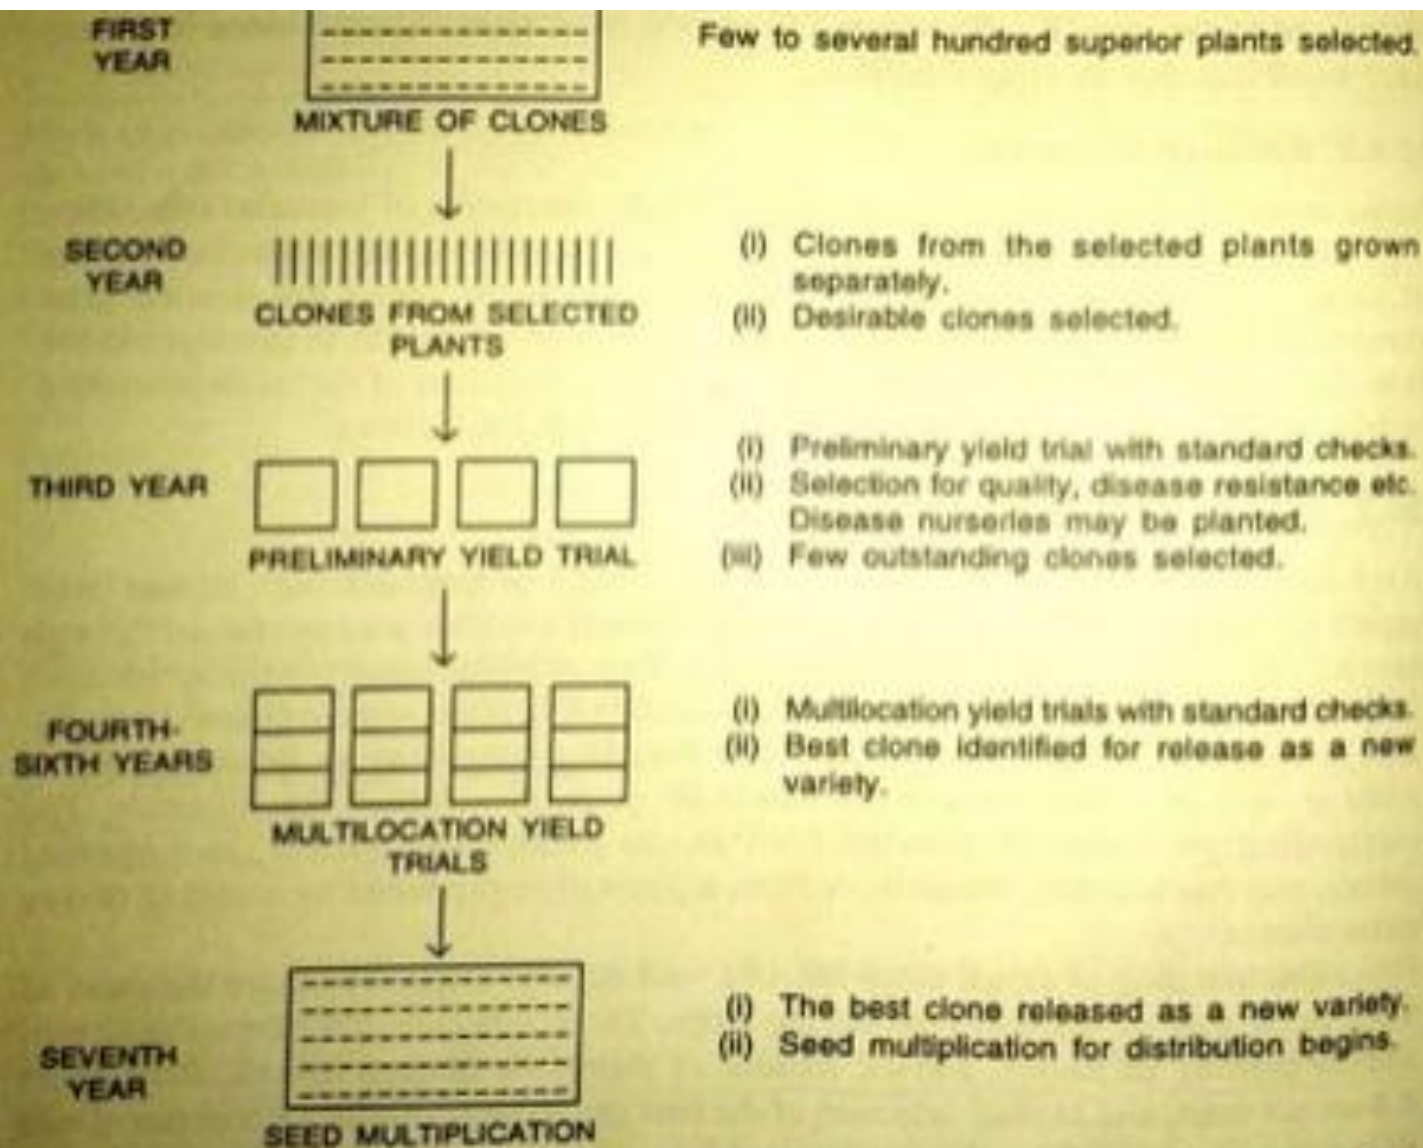 FIRST
YEAR
Few to several hundred superior plants selected.
MIXTURE OF CLONES
SECOND
YEAR
CLONES FROM SELECTED
PLANTS
(i) Clones from the selected plants grown
separately.
(ii) Desirable clones selected.
THIRD YEAR
PRELIMINARY YIELD TRIAL
(i) Preliminary yield trial with standard checks.
(ii) Selection for quality, disease resistance etc.
Disease nurseries may be planted.
(iii) Few outstanding clones selected.
FOURTH-
SIXTH YEARS
MULTILOCATION YIELD
TRIALS
(i) Multilocation yield trials with standard checks.
(ii) Best clone identified for release as a new
variety.
SEVENTH
YEAR
SEED MULTIPLICATION
(i) The best clone released as a new variety.
(ii) Seed multiplication for distribution begins.